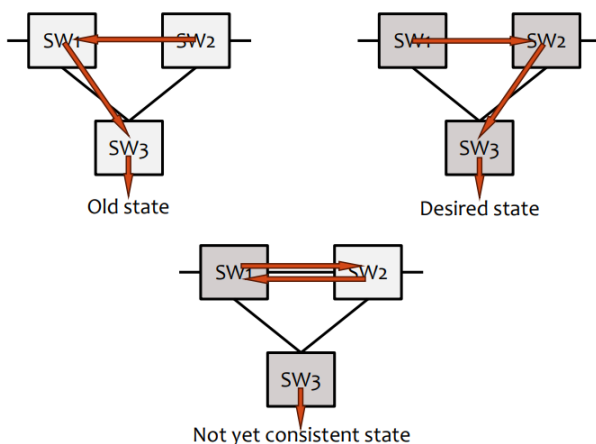 SW1 SW2
SW3
Old state
SW1 SW2
SW3
Desired state
SW1 SW2
SW3
Not yet consistent state